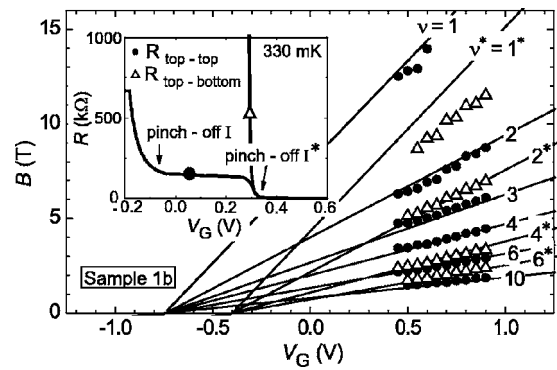 15
10
5
0
B (T)
-1.0
-0.5
0.0
0.5
1.0
V_G (V)
Sample 1b
ν = 1
ν* = 1*
2
2*
3
4
4*
6
6*
10
1000
500
0
R (kΩ)
0.2
0.0
0.2
0.4
0.6
V_G (V)
330 mK
● R top - top
△ R top - bottom
pinch - off I
pinch - off I*